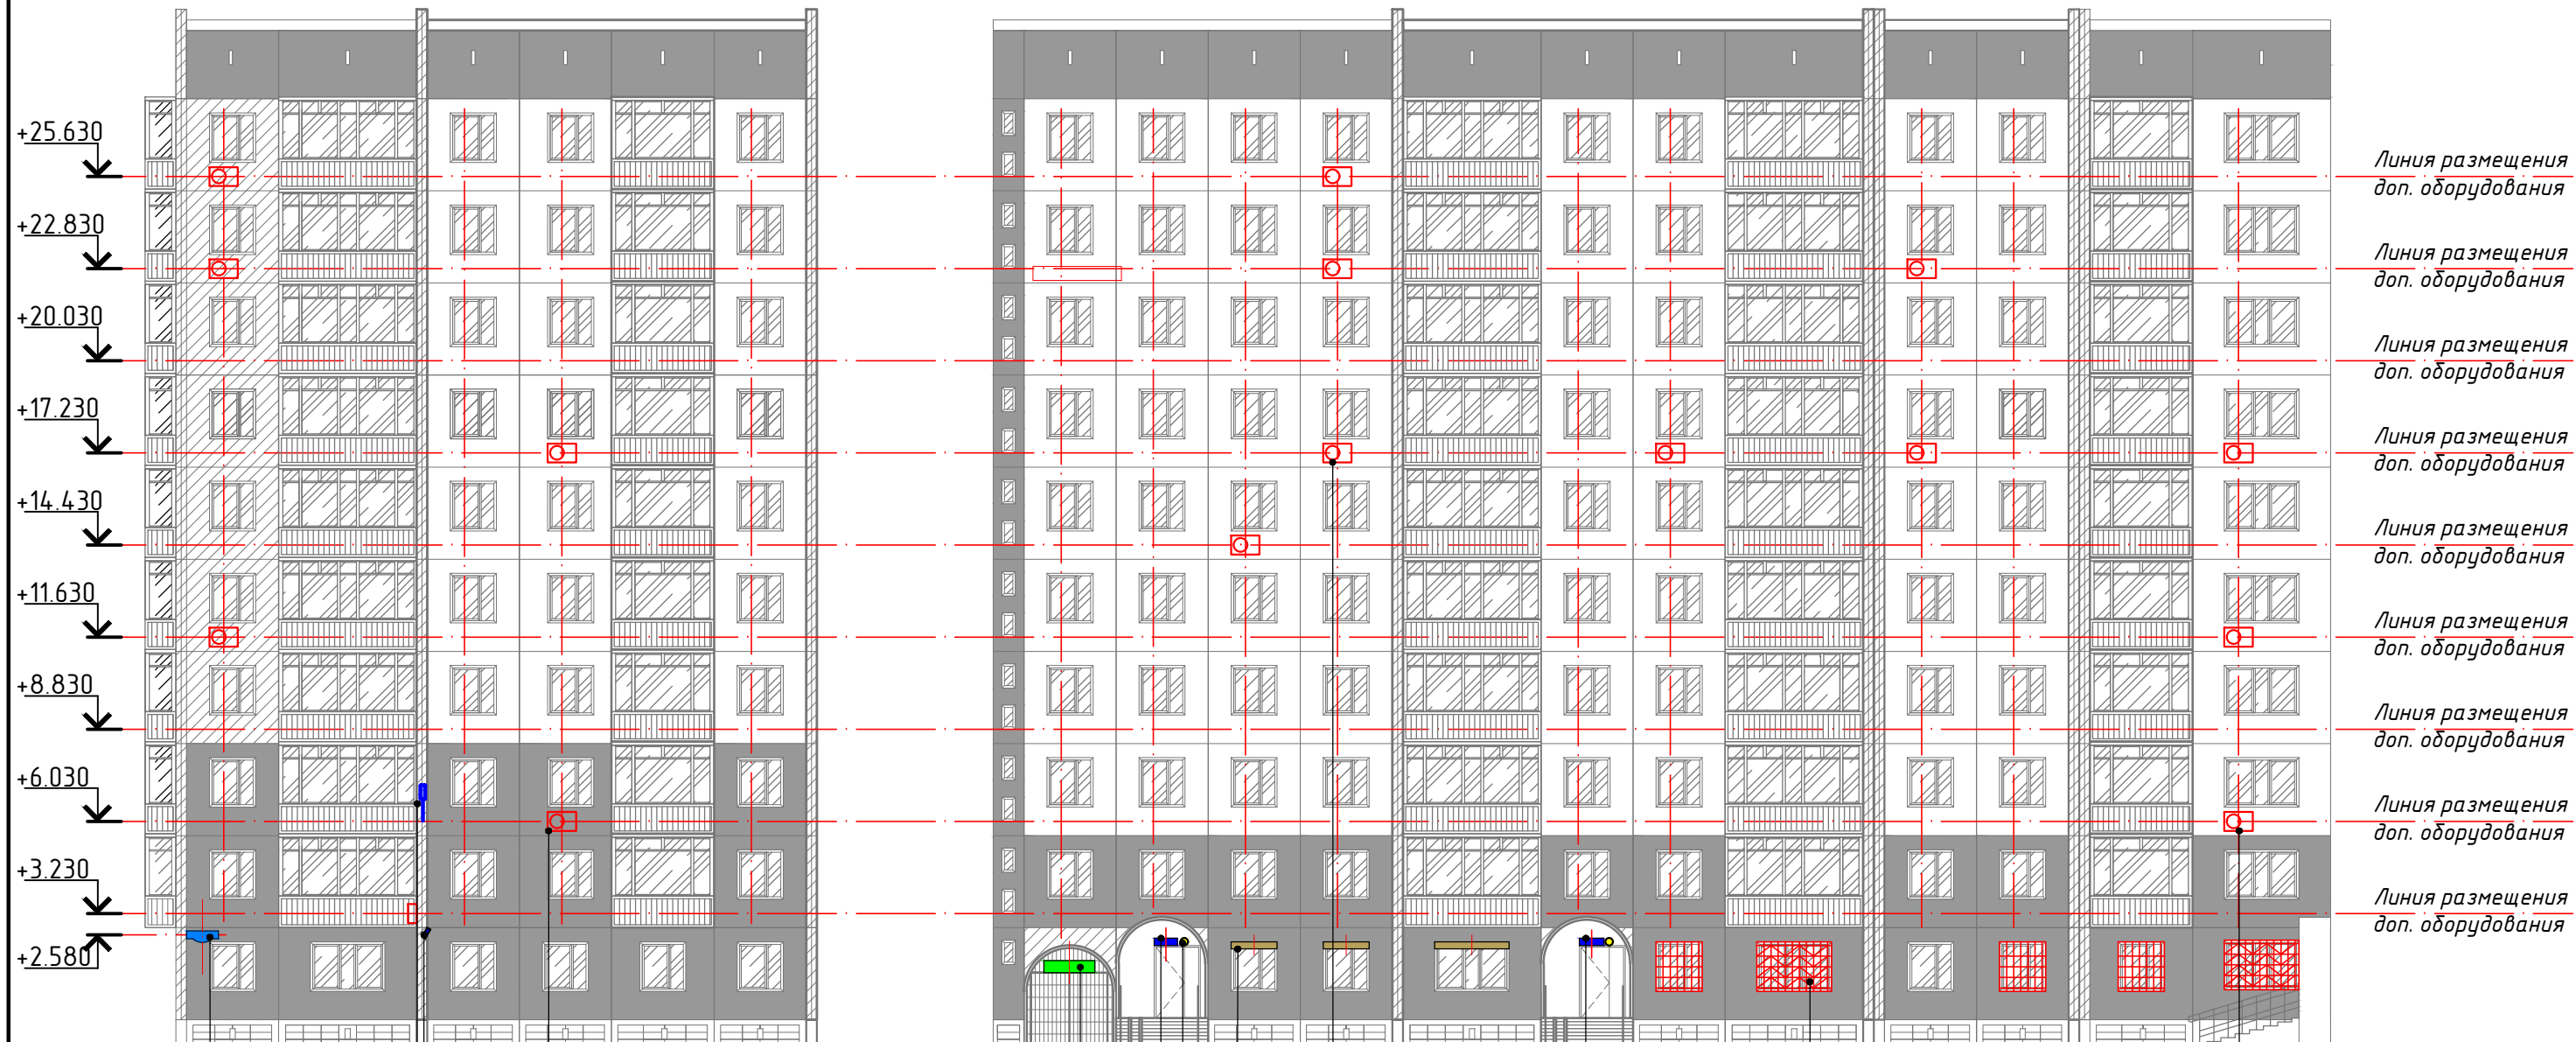 +25.630
Линия размещения
доп. оборудования
+22.830
Линия размещения
доп. оборудования
+20.030
Линия размещения
доп. оборудования
+17.230
Линия размещения
доп. оборудования
+14.430
Линия размещения
доп. оборудования
+11.630
Линия размещения
доп. оборудования
+8.830
Линия размещения
доп. оборудования
+6.030
Линия размещения
доп. оборудования
+3.230
Линия размещения
доп. оборудования
+2.580